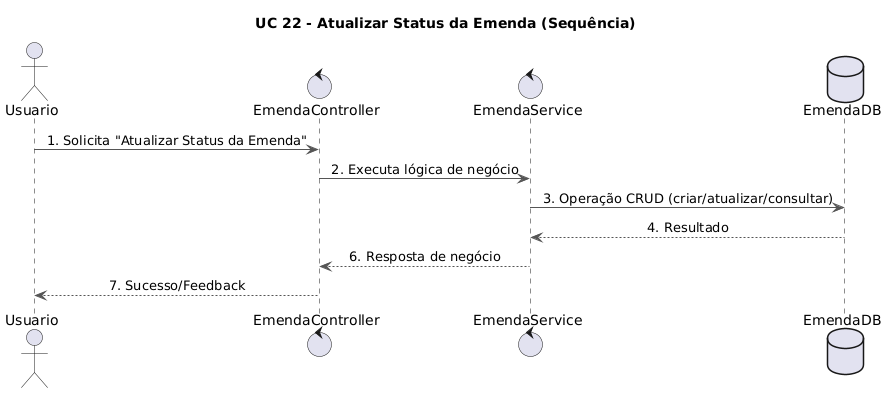 UC 22 - Atualizar Status da Emenda (Sequência)
Usuario
EmendaController
EmendaService
EmendaDB
1. Solicita "Atualizar Status da Emenda"
2. Executa lógica de negócio
3. Operação CRUD (criar/atualizar/consultar)
4. Resultado
6. Resposta de negócio
7. Sucesso/Feedback
Usuario
EmendaController
EmendaService
EmendaDB